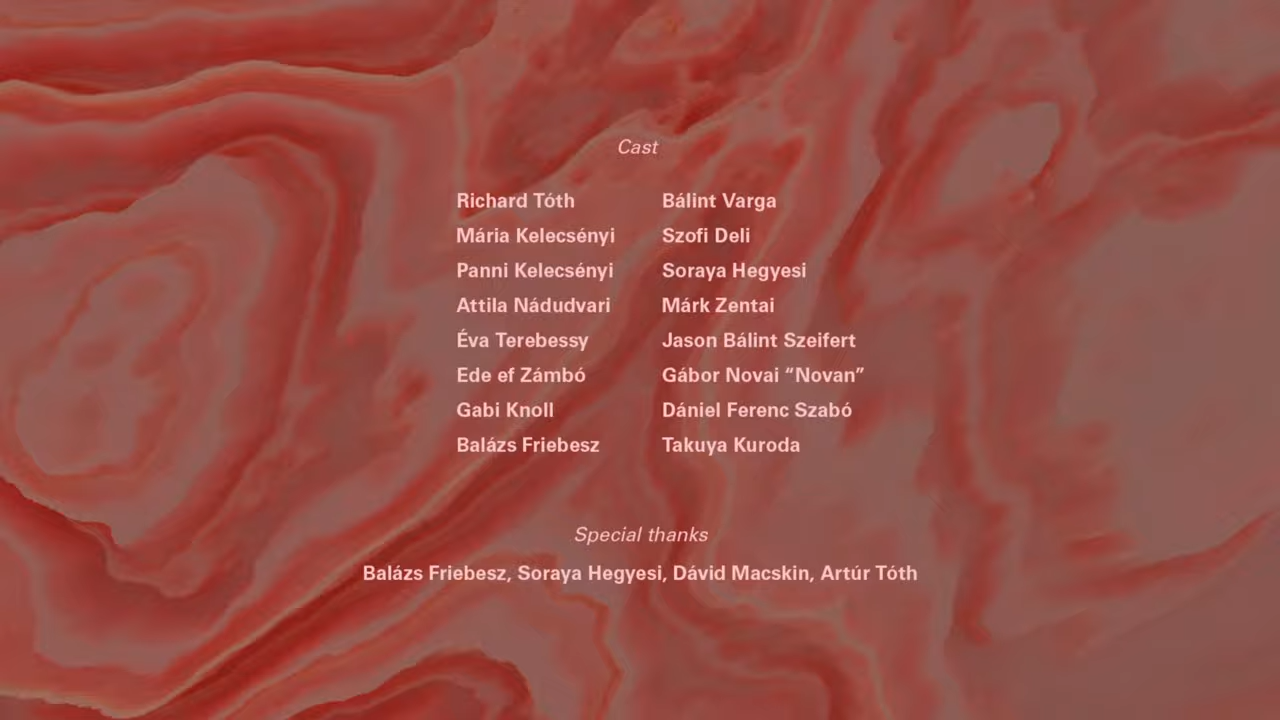 Cast
Richard Tóth
Mária Kelecsényi
Panni Kelecsényi
Attila Nádudvari
Éva Terebessy
Ede ef Zámbó
Gabi Knoll
Balázs Friebesz
Bálint Varga
Szofi Deli
Soraya Hegyesi
Márk Zentai
Jason Bálint Szeifert
Gábor Novai “Novan”
Dániel Ferenc Szabó
Takuya Kuroda
Special thanks
Balázs Friebesz, Soraya Hegyesi, Dávid Macskin, Artúr Tóth